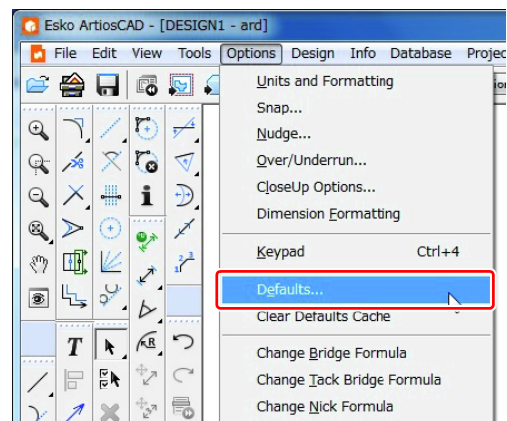 Esko ArtiosCAD - [DESIGN1 - ard]
File Edit View Tools Options Design Info Database Projec
Units and Formatting
Snap...
Nudge...
Over/Underrun...
CloseUp Options...
Dimension Formatting
Keypad Ctrl+4
Defaults...
Clear Defaults Cache
Change Bridge Formula
Change Tack Bridge Formula
Change Nick Formula